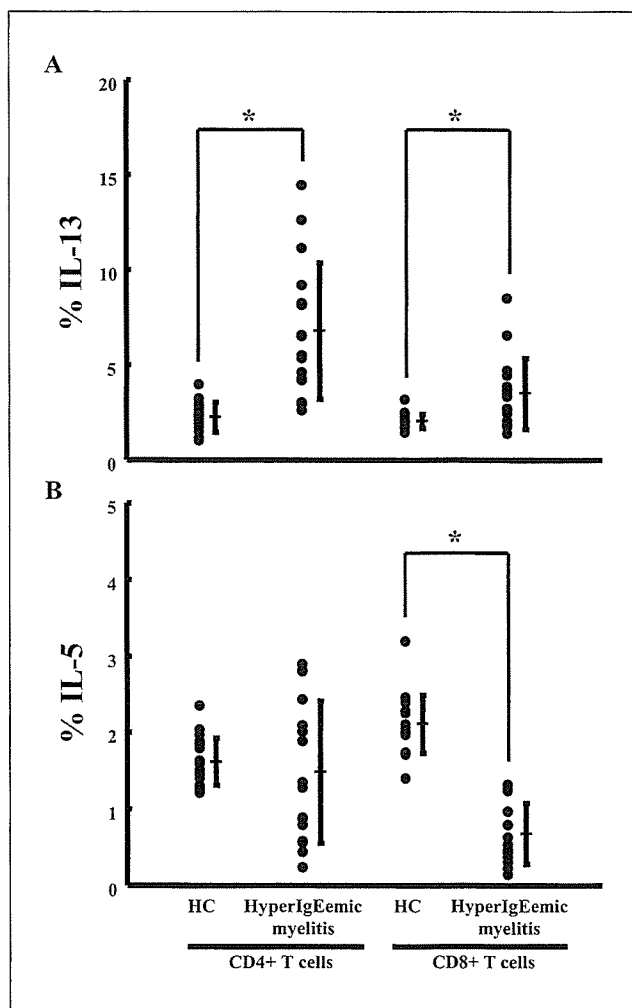 A
20
15
10
5
0
% IL-13
*
*
B
5
4
3
2
1
0
% IL-5
*
HC HyperIgEemic HC HyperIgEemic
myelitis myelitis
CD4+ T cells CD8+ T cells